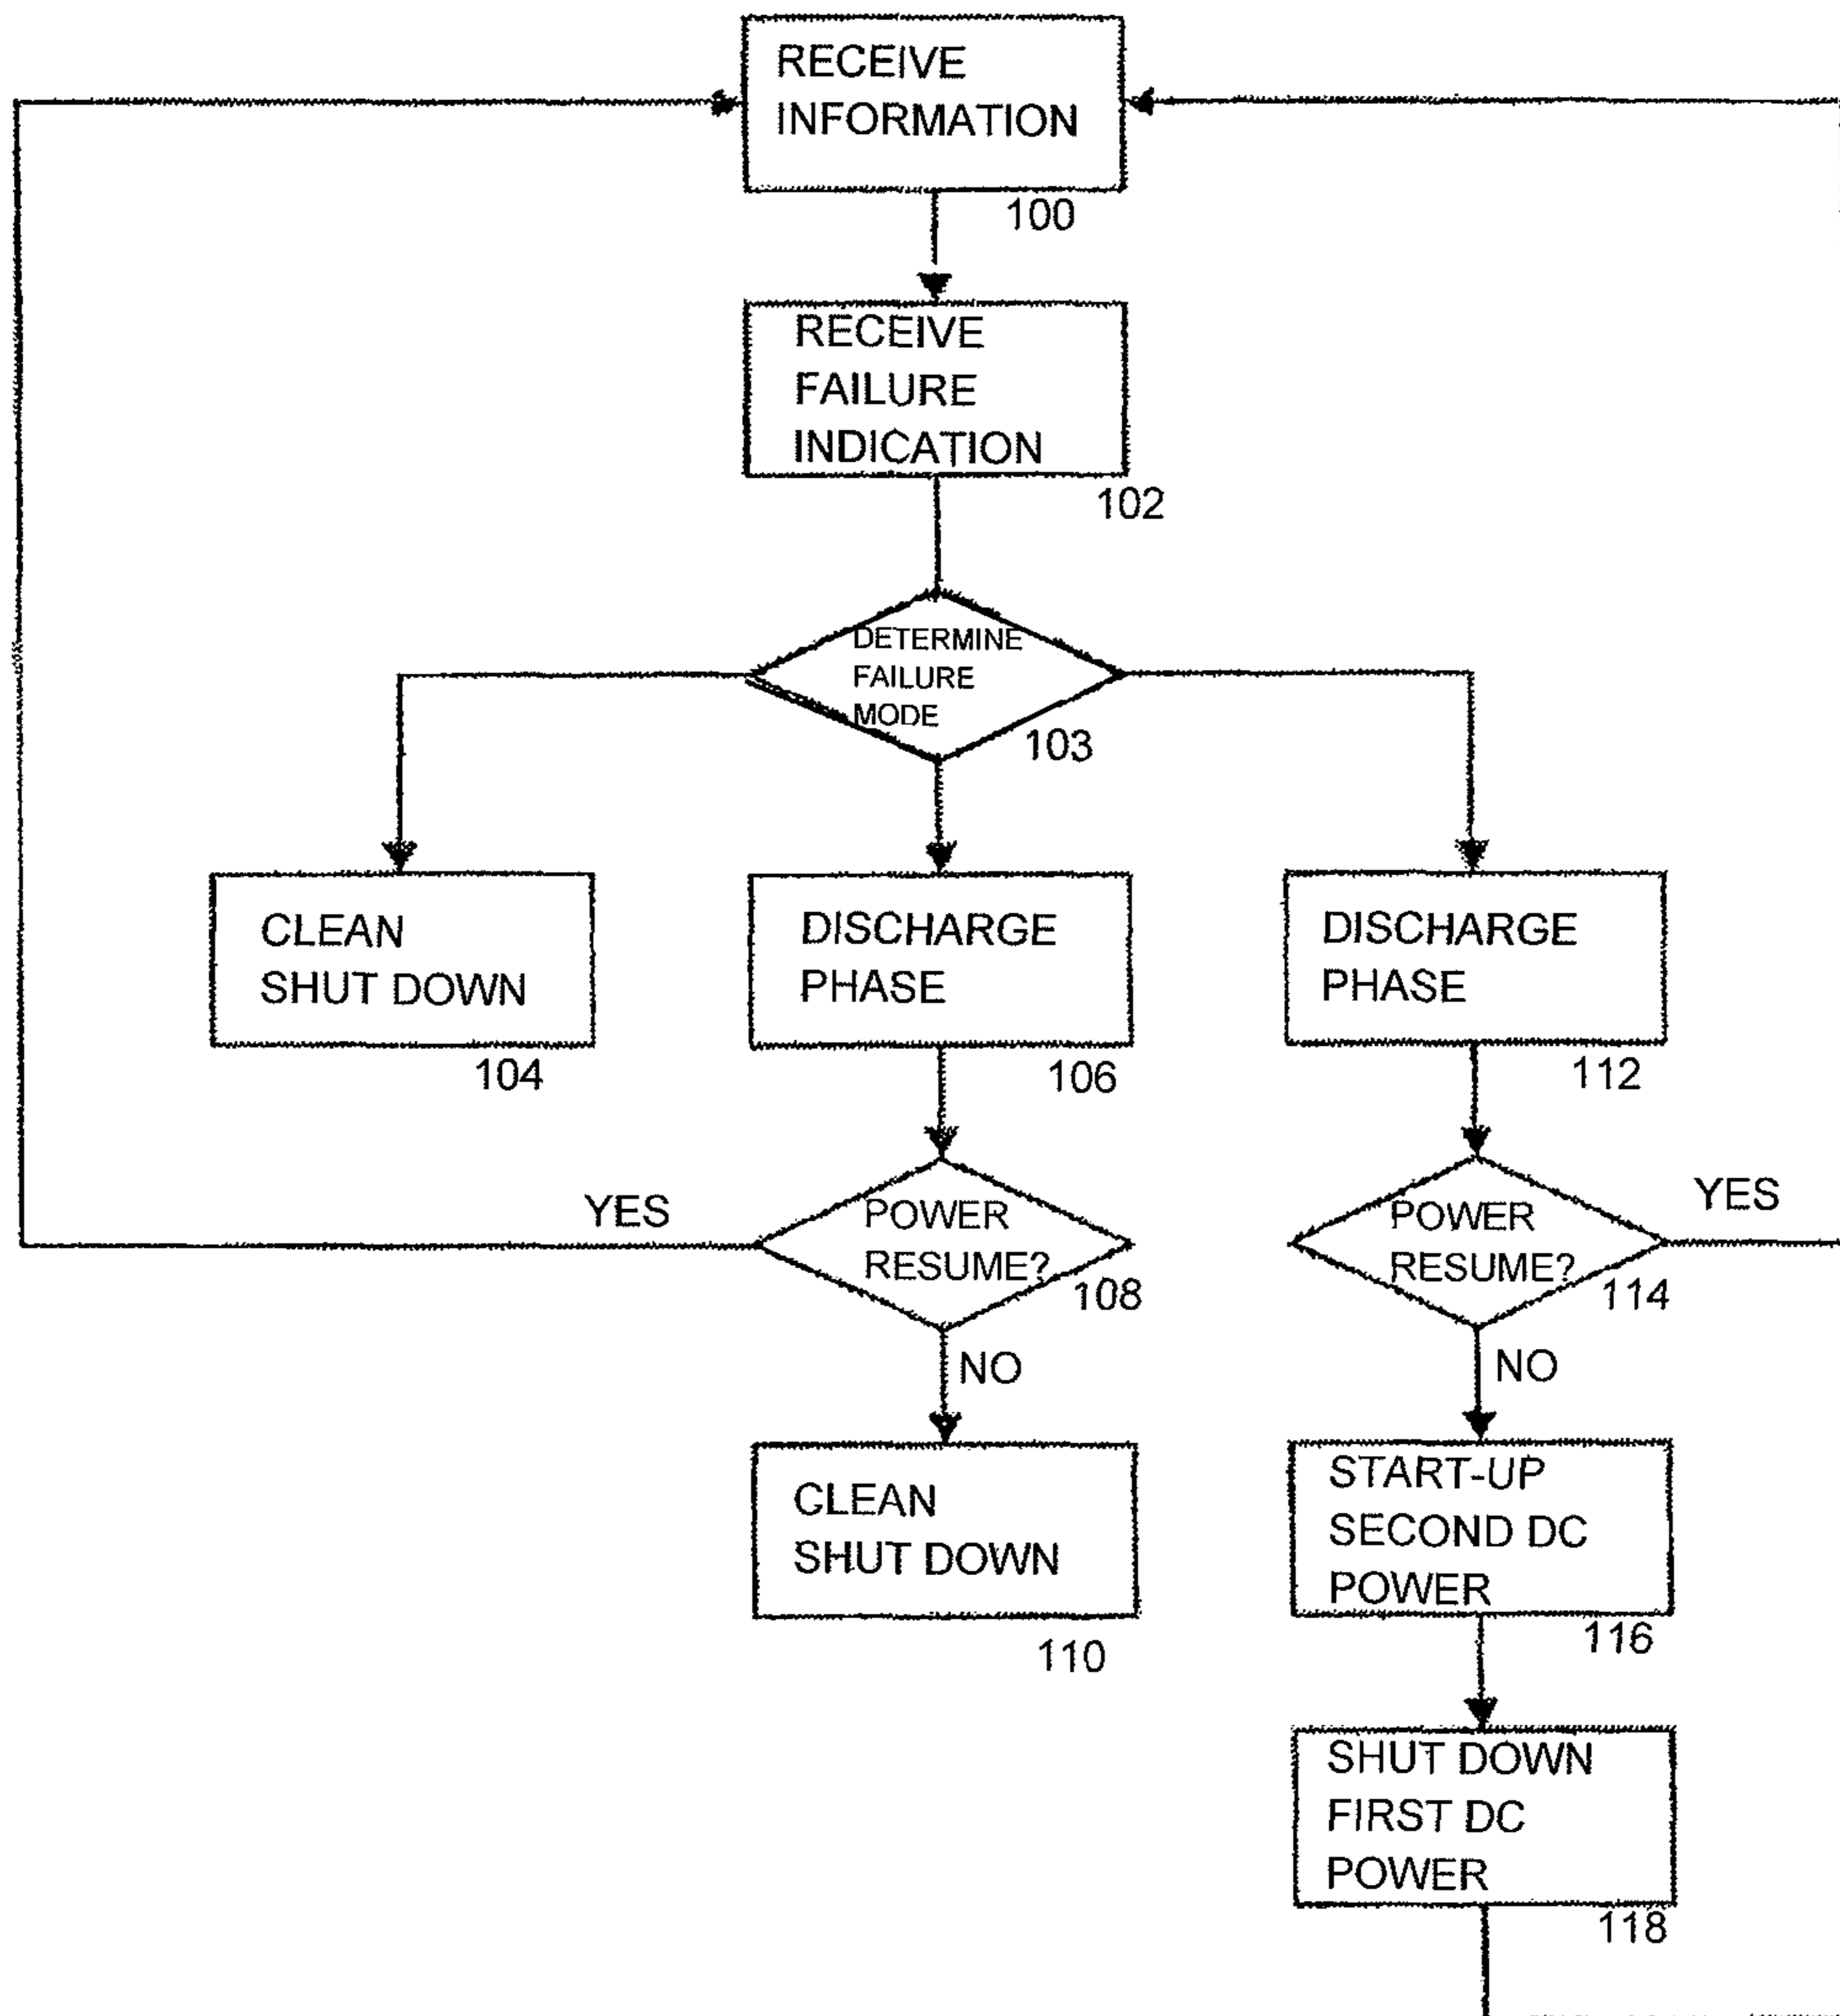 RECEIVE
INFORMATION
100
RECEIVE
FAILURE
INDICATION
102
DETERMINE
FAILURE
MODE
103
CLEAN
SHUT DOWN
104
DISCHARGE
PHASE
106
DISCHARGE
PHASE
112
YES
POWER
RESUME?
108
POWER
RESUME?
114
YES
NO
NO
CLEAN
SHUT DOWN
110
START-UP
SECOND DC
POWER
116
SHUT DOWN
FIRST DC
POWER
118